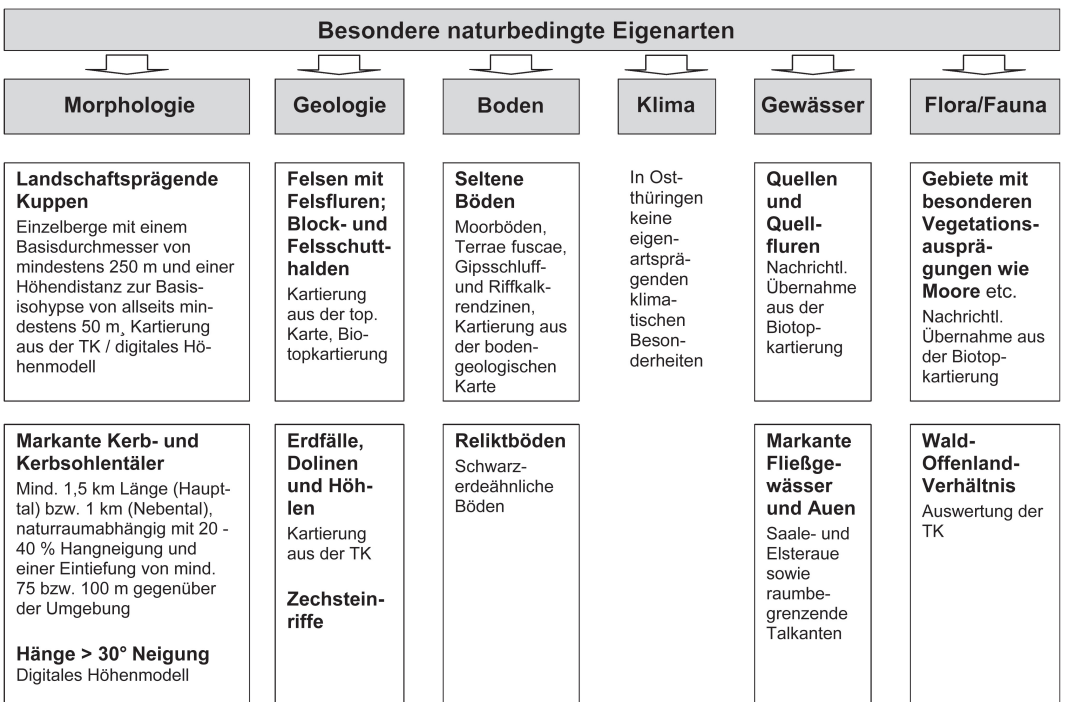 Besondere naturbedingte Eigenarten
Morphologie
Geologie
Boden
Klima
Gewässer
Flora/Fauna
Landschaftsprägende
Kuppen
Einzelberge mit einem
Basisdurchmesser von
mindestens 250 m und einer
Höhendistanz zur Basis-
isohypse von allseits min-
destens 50 m¸ Kartierung
aus der TK / digitales Hö-
henmodell
Felsen mit
Felsfluren;
Block- und
Felsschutt-
halden
Kartierung
aus der top.
Karte, Bio-
topkartierung
Seltene
Böden
Moorböden,
Terrae fuscae,
Gipsschluff-
und Riffkalk-
rendzinen,
Kartierung aus
der boden-
geologischen
Karte
In Ost-
thüringen
keine
eigen-
artsprä-
genden
klima-
tischen
Beson-
derheiten
Quellen
und
Quell-
fluren
Nachrichtl.
Übernahme
aus der
Biotop-
kartierung
Gebiete mit
besonderen
Vegetations-
ausprä-
gungen wie
Moore etc.
Nachrichtl.
Übernahme aus
der Biotop-
kartierung
Markante Kerb- und
Kerbsohlentäler
Mind. 1,5 km Länge (Haupt-
tal) bzw. 1 km (Nebental),
naturraumabhängig mit 20 -
40 % Hangneigung und
einer Eintiefung von mind.
75 bzw. 100 m gegenüber
der Umgebung
Hänge > 30° Neigung
Digitales Höhenmodell
Erdfälle,
Dolinen
und Höh-
len
Kartierung
aus der TK
Zechstein-
riffe
Reliktböden
Schwarz-
erdeähnliche
Böden
Markante
Fließge-
wässer
und Auen
Saale- und
Elsteraue
sowie
raumbe-
grenzende
Talkanten
Wald-
Offenland-
Verhältnis
Auswertung der
TK